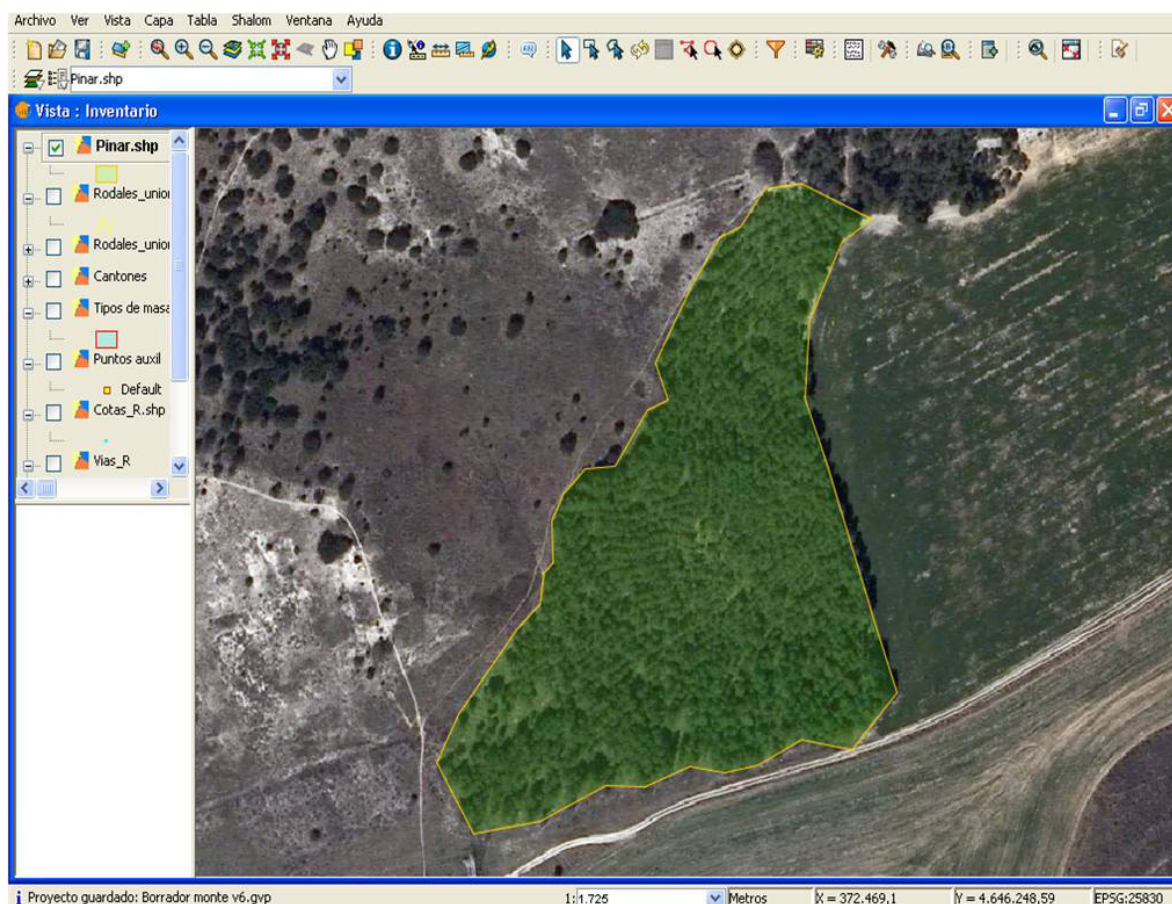 Archivo Ver Vista Capa Tabla Shalom Ventana Ayuda
Pinar.shp
Vista : Inventario
Pinar.shp
Rodales_union
Rodales_union
Cantones
Tipos de masa
Puntos auxil
Default
Cotas_R.shp
Vias_R
Proyecto guardado: Borrador monte v6.gvp 1: 1.725 Metros X = 372.469,1 Y = 4.646.248,59 EPSG:25830